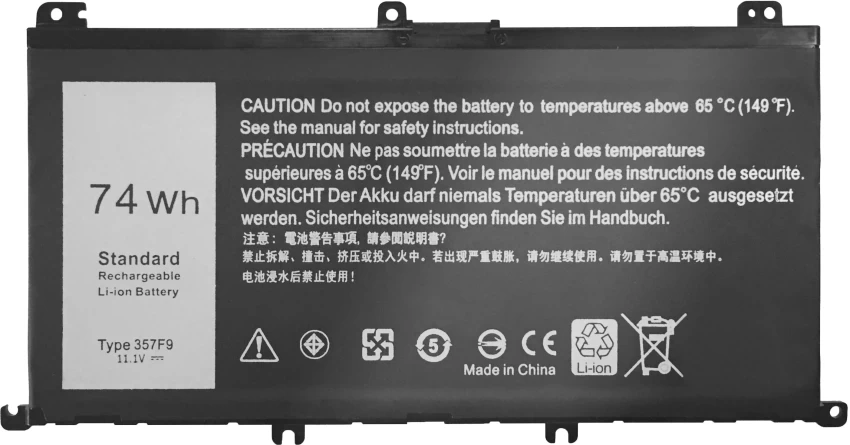 74 Wh
Standard
Rechargeable
Li-ion Battery
Type 357F9
11.1V ⎓
CAUTION Do not expose the battery to temperatures above 65 °C (149 °F).
See the manual for safety instructions.
PRÉCAUTION Ne pas soumettre la batterie à des temperatures
supérieures à 65℃ (149℉). Voir le manuel pour des instructions de sécurité.
VORSICHT Der Akku darf niemals Temperaturen über 65°C ausgesetzt
werden. Sicherheitsanweisungen finden Sie im Handbuch.
注意：電池警告事項, 請參閱説明書?
禁止拆解、撞击、挤压或投入火中。若出现严重鼓胀，请勿继续使用。请勿置于高温环境中。
电池浸水后禁止使用！
5
CE
Made in China
Li-ion